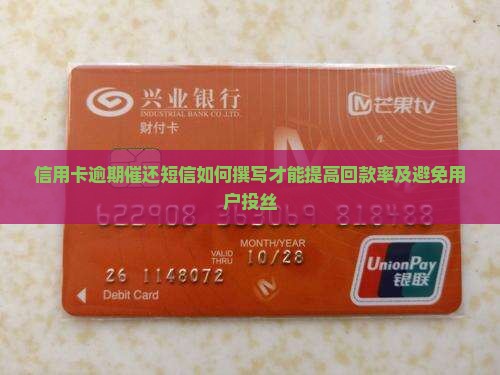 兴业银行
INDUSTRIAL BANK CO.,LTD.
财付卡
芒果tv
信用卡逾期催还短信如何撰写才能提高回款率及避免用
户投丝
MONTH/YEAR
VALID
THRU
10/28
26 1148072
Debit Card
UnionPay
银联